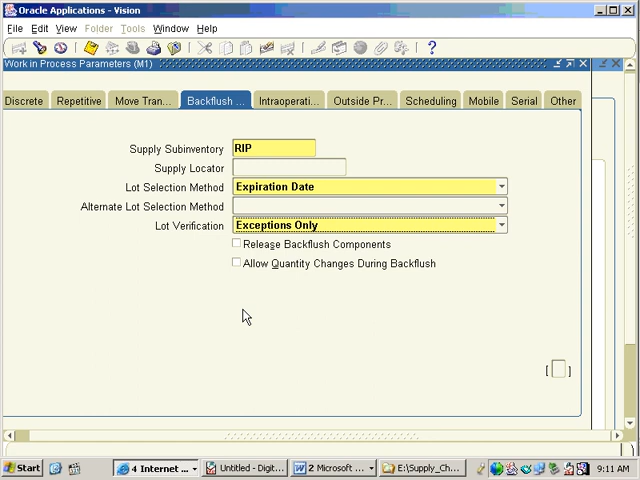 Oracle Applications - Vision
File Edit View Folder Tools Window Help
Work in Process Parameters (M1)
Discrete Repetitive Move Tran... Backflush ... Intraoperati... Outside Pr... Scheduling Mobile Serial Other
Supply Subinventory RIP
Supply Locator
Lot Selection Method Expiration Date
Alternate Lot Selection Method
Lot Verification Exceptions Only
Release Backflush Components
Allow Quantity Changes During Backflush
[ ]
Start 4 Internet ... Untitled - Digit... 2 Microsoft ... E:\Supply_Ch... 9:11 AM